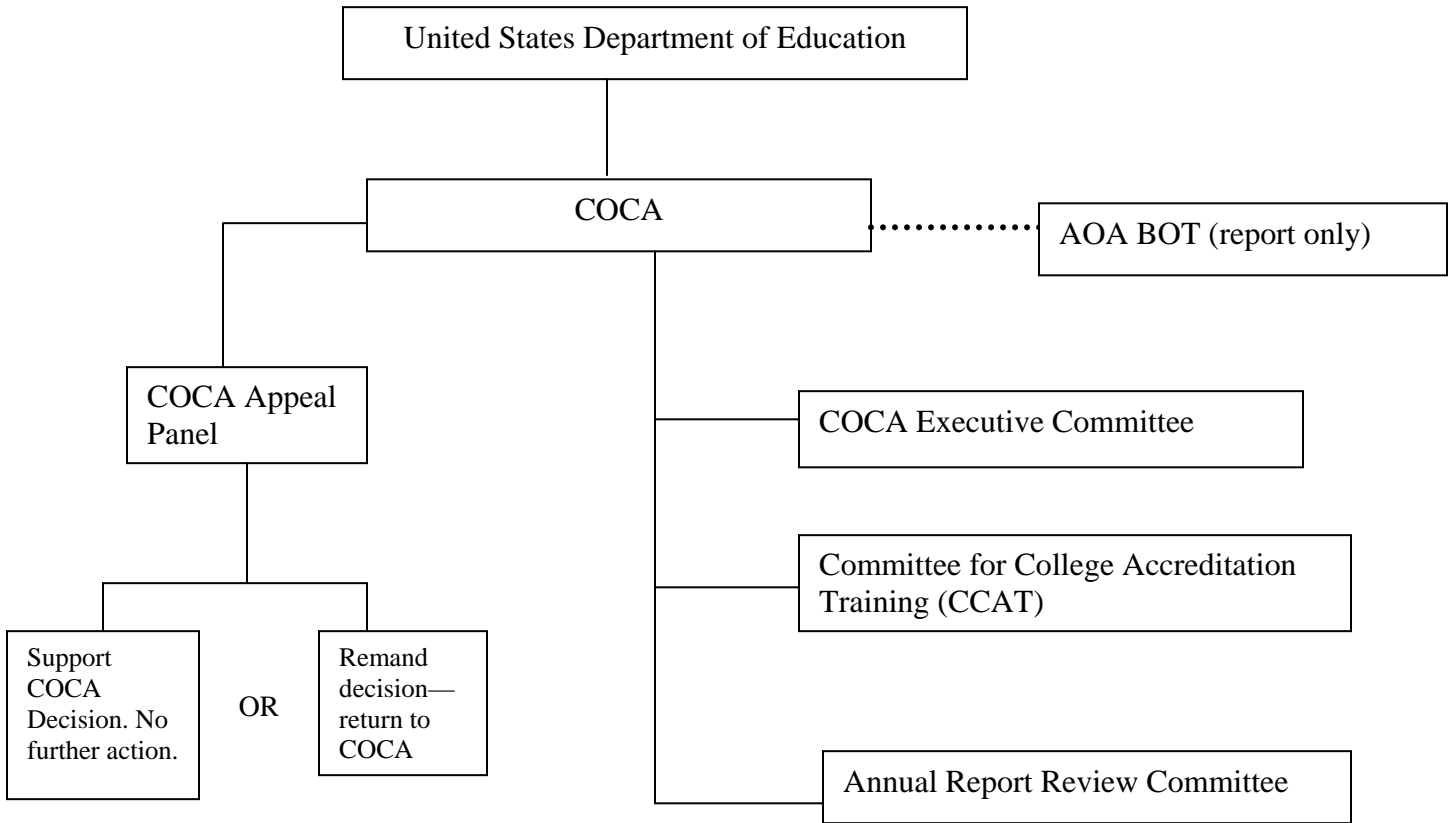 United States Department of Education
COCA
AOA BOT (report only)
COCA Appeal
Panel
COCA Executive Committee
Committee for College Accreditation
Training (CCAT)
Support
COCA
Decision. No
further action.
OR
Remand
decision—
return to
COCA
Annual Report Review Committee